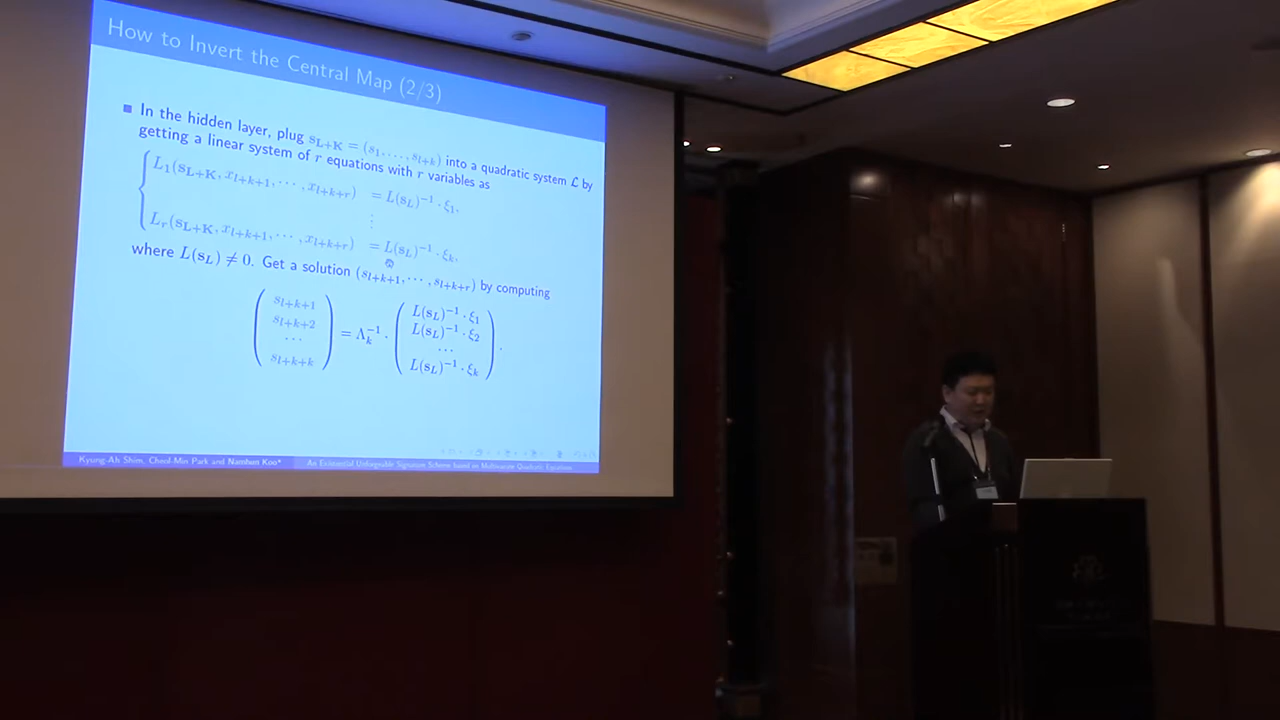 How to Invert the Central Map (2/3)
In the hidden layer, plug s_{L+K} = (s_1, ..., s_{l+k}) into a quadratic system 𝓛 by
getting a linear system of r equations with r variables as
L_1(s_{L+K}, x_{l+k+1}, ⋯, x_{l+k+r}) = L(s_L)^{-1} · ξ_1,
⋮
L_r(s_{L+K}, x_{l+k+1}, ⋯, x_{l+k+r}) = L(s_L)^{-1} · ξ_k,
where L(s_L) ≠ 0. Get a solution (s_{l+k+1}, ⋯, s_{l+k+r}) by computing
s_{l+k+1} L(s_L)^{-1} · ξ_1
s_{l+k+2} L(s_L)^{-1} · ξ_2
⋯ = Λ_k^{-1} · ⋯ .
s_{l+k+k} L(s_L)^{-1} · ξ_k
Kyung-Ah Shim, Cheol-Min Park and Namhun Koo* An Existential Unforgeable Signature Scheme based on Multivariate Quadratic Equations